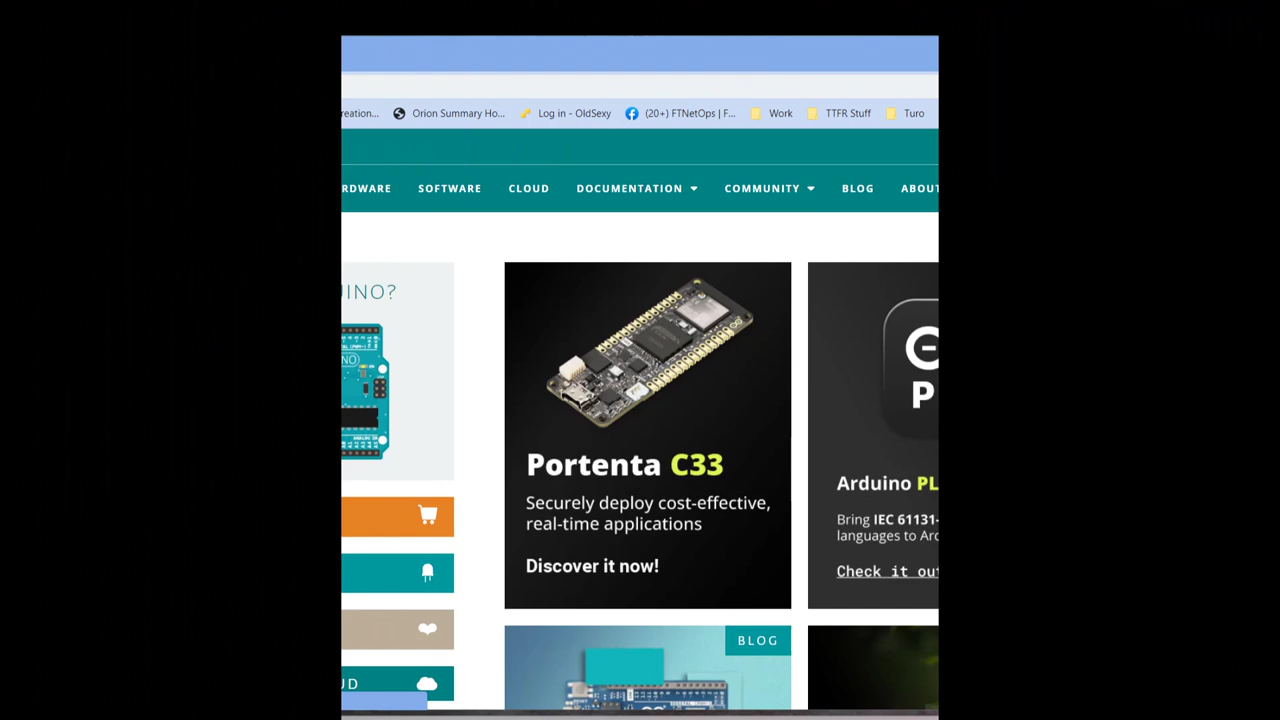 reation... Orion Summary Ho... Log in - OldSexy (20+) FTNetOps | F... Work TTFR Stuff Turo
RDWARE SOFTWARE CLOUD DOCUMENTATION COMMUNITY BLOG ABOUT
UINO?
NO
Portenta C33
Securely deploy cost-effective,
real-time applications
Discover it now!
Arduino PL
Bring IEC 61131-
languages to Ar
Check it ou
P
BLOG
UD